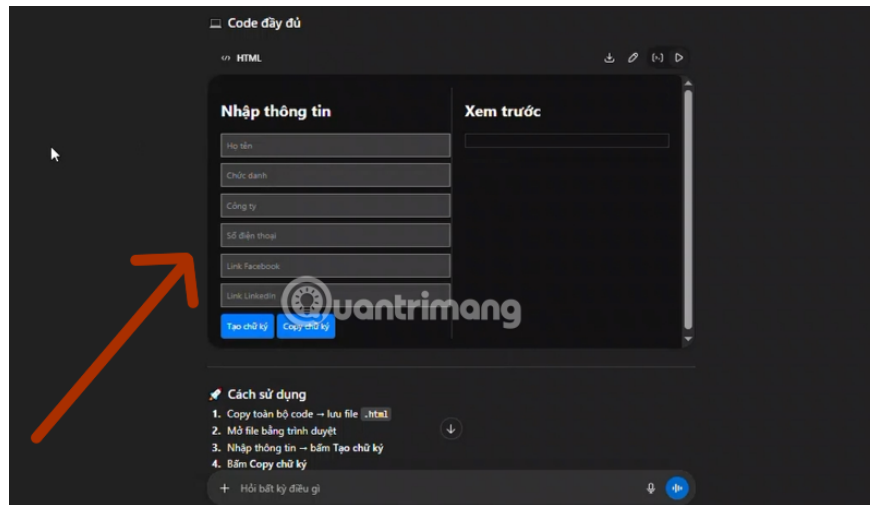 Code đầy đủ
HTML
Nhập thông tin
Xem trước
Họ tên
Chức danh
Công ty
Số điện thoại
Link Facebook
Link LinkedIn
Quantrimang
Tạo chữ ký
Copy chữ ký
Cách sử dụng
1. Copy toàn bộ code → lưu file .html
2. Mở file bằng trình duyệt
3. Nhập thông tin → bấm Tạo chữ ký
4. Bấm Copy chữ ký
Hỏi bất kỳ điều gì